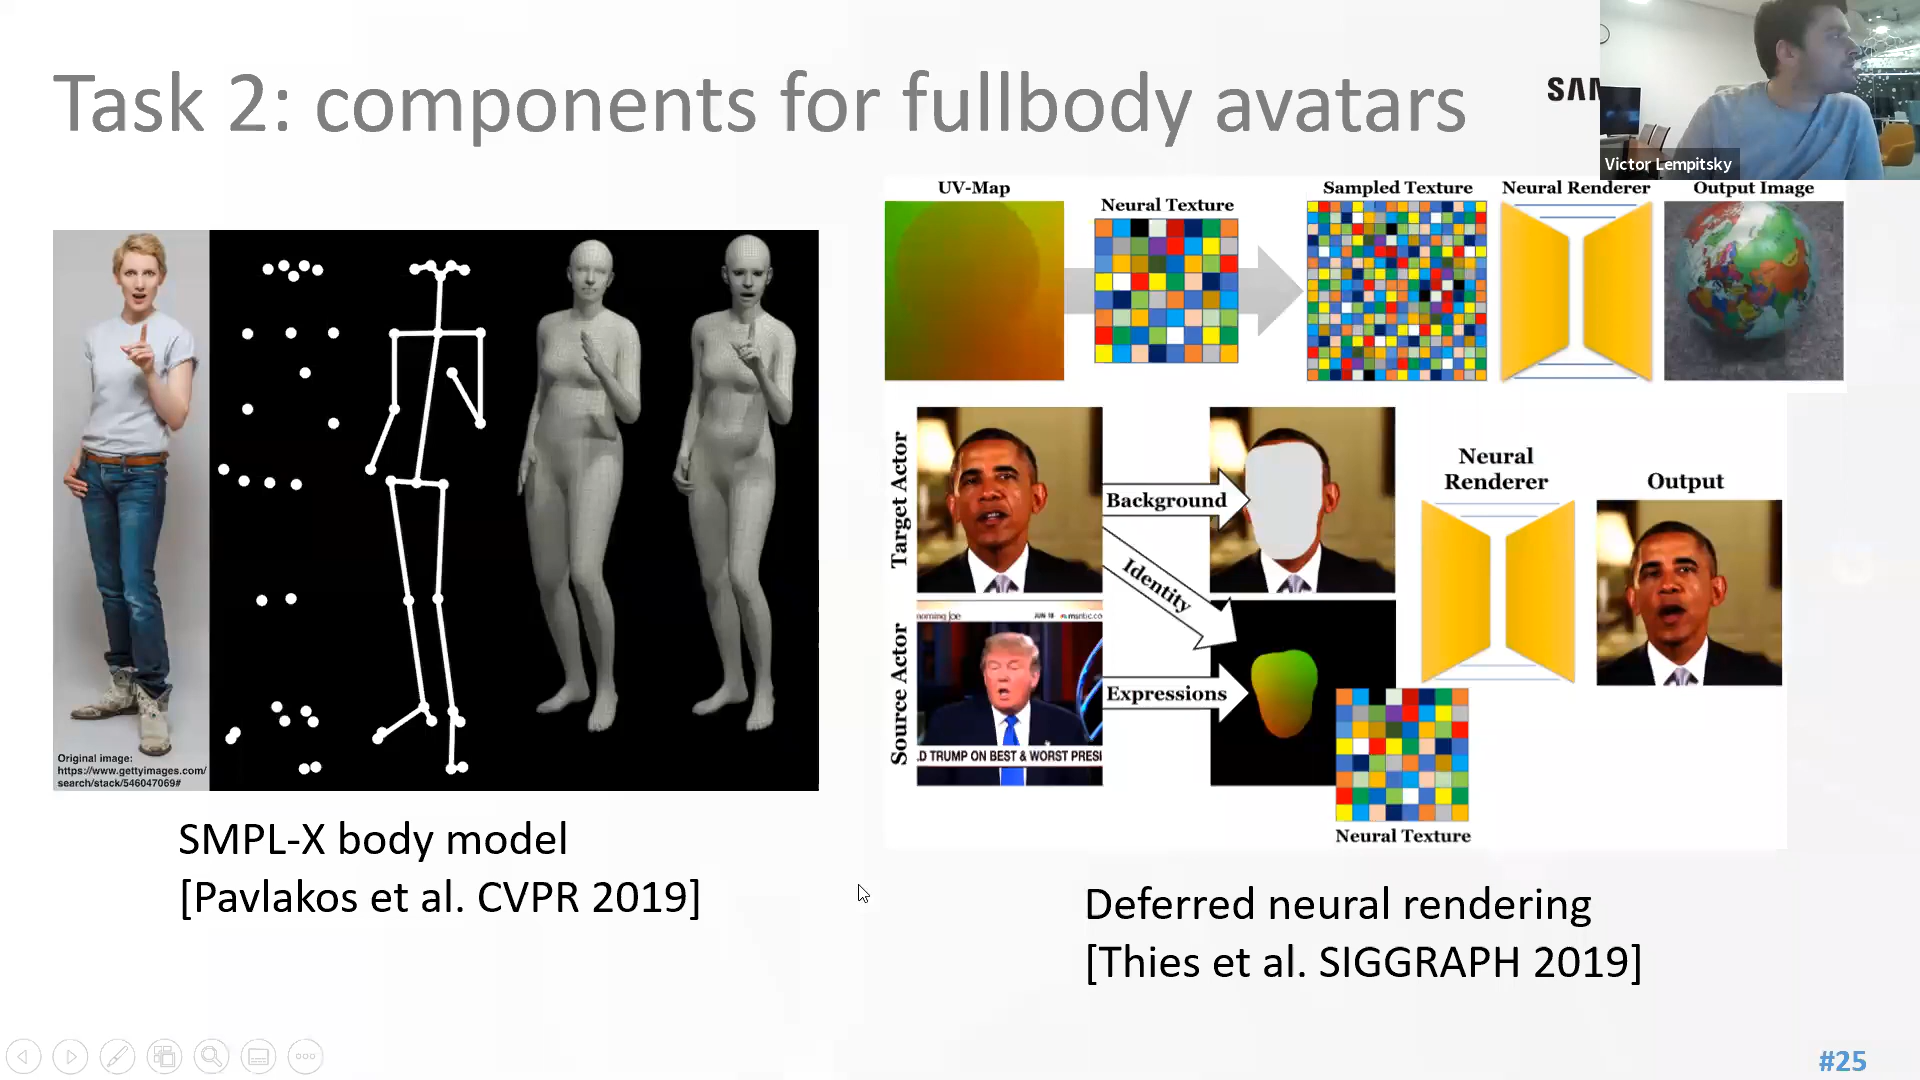 Task 2: components for fullbody avatars
SAM
Victor Lempitsky
UV-Map
Neural Texture
Sampled Texture
Neural Renderer
Output Image
Target Actor
Background
Identity
Neural
Renderer
Output
Source Actor
Expressions
morning joe
.D TRUMP ON BEST & WORST PRESI
Neural Texture
Original image:
https://www.gettyimages.com/
search/stack/546047069#
SMPL-X body model
[Pavlakos et al. CVPR 2019]
Deferred neural rendering
[Thies et al. SIGGRAPH 2019]
#25